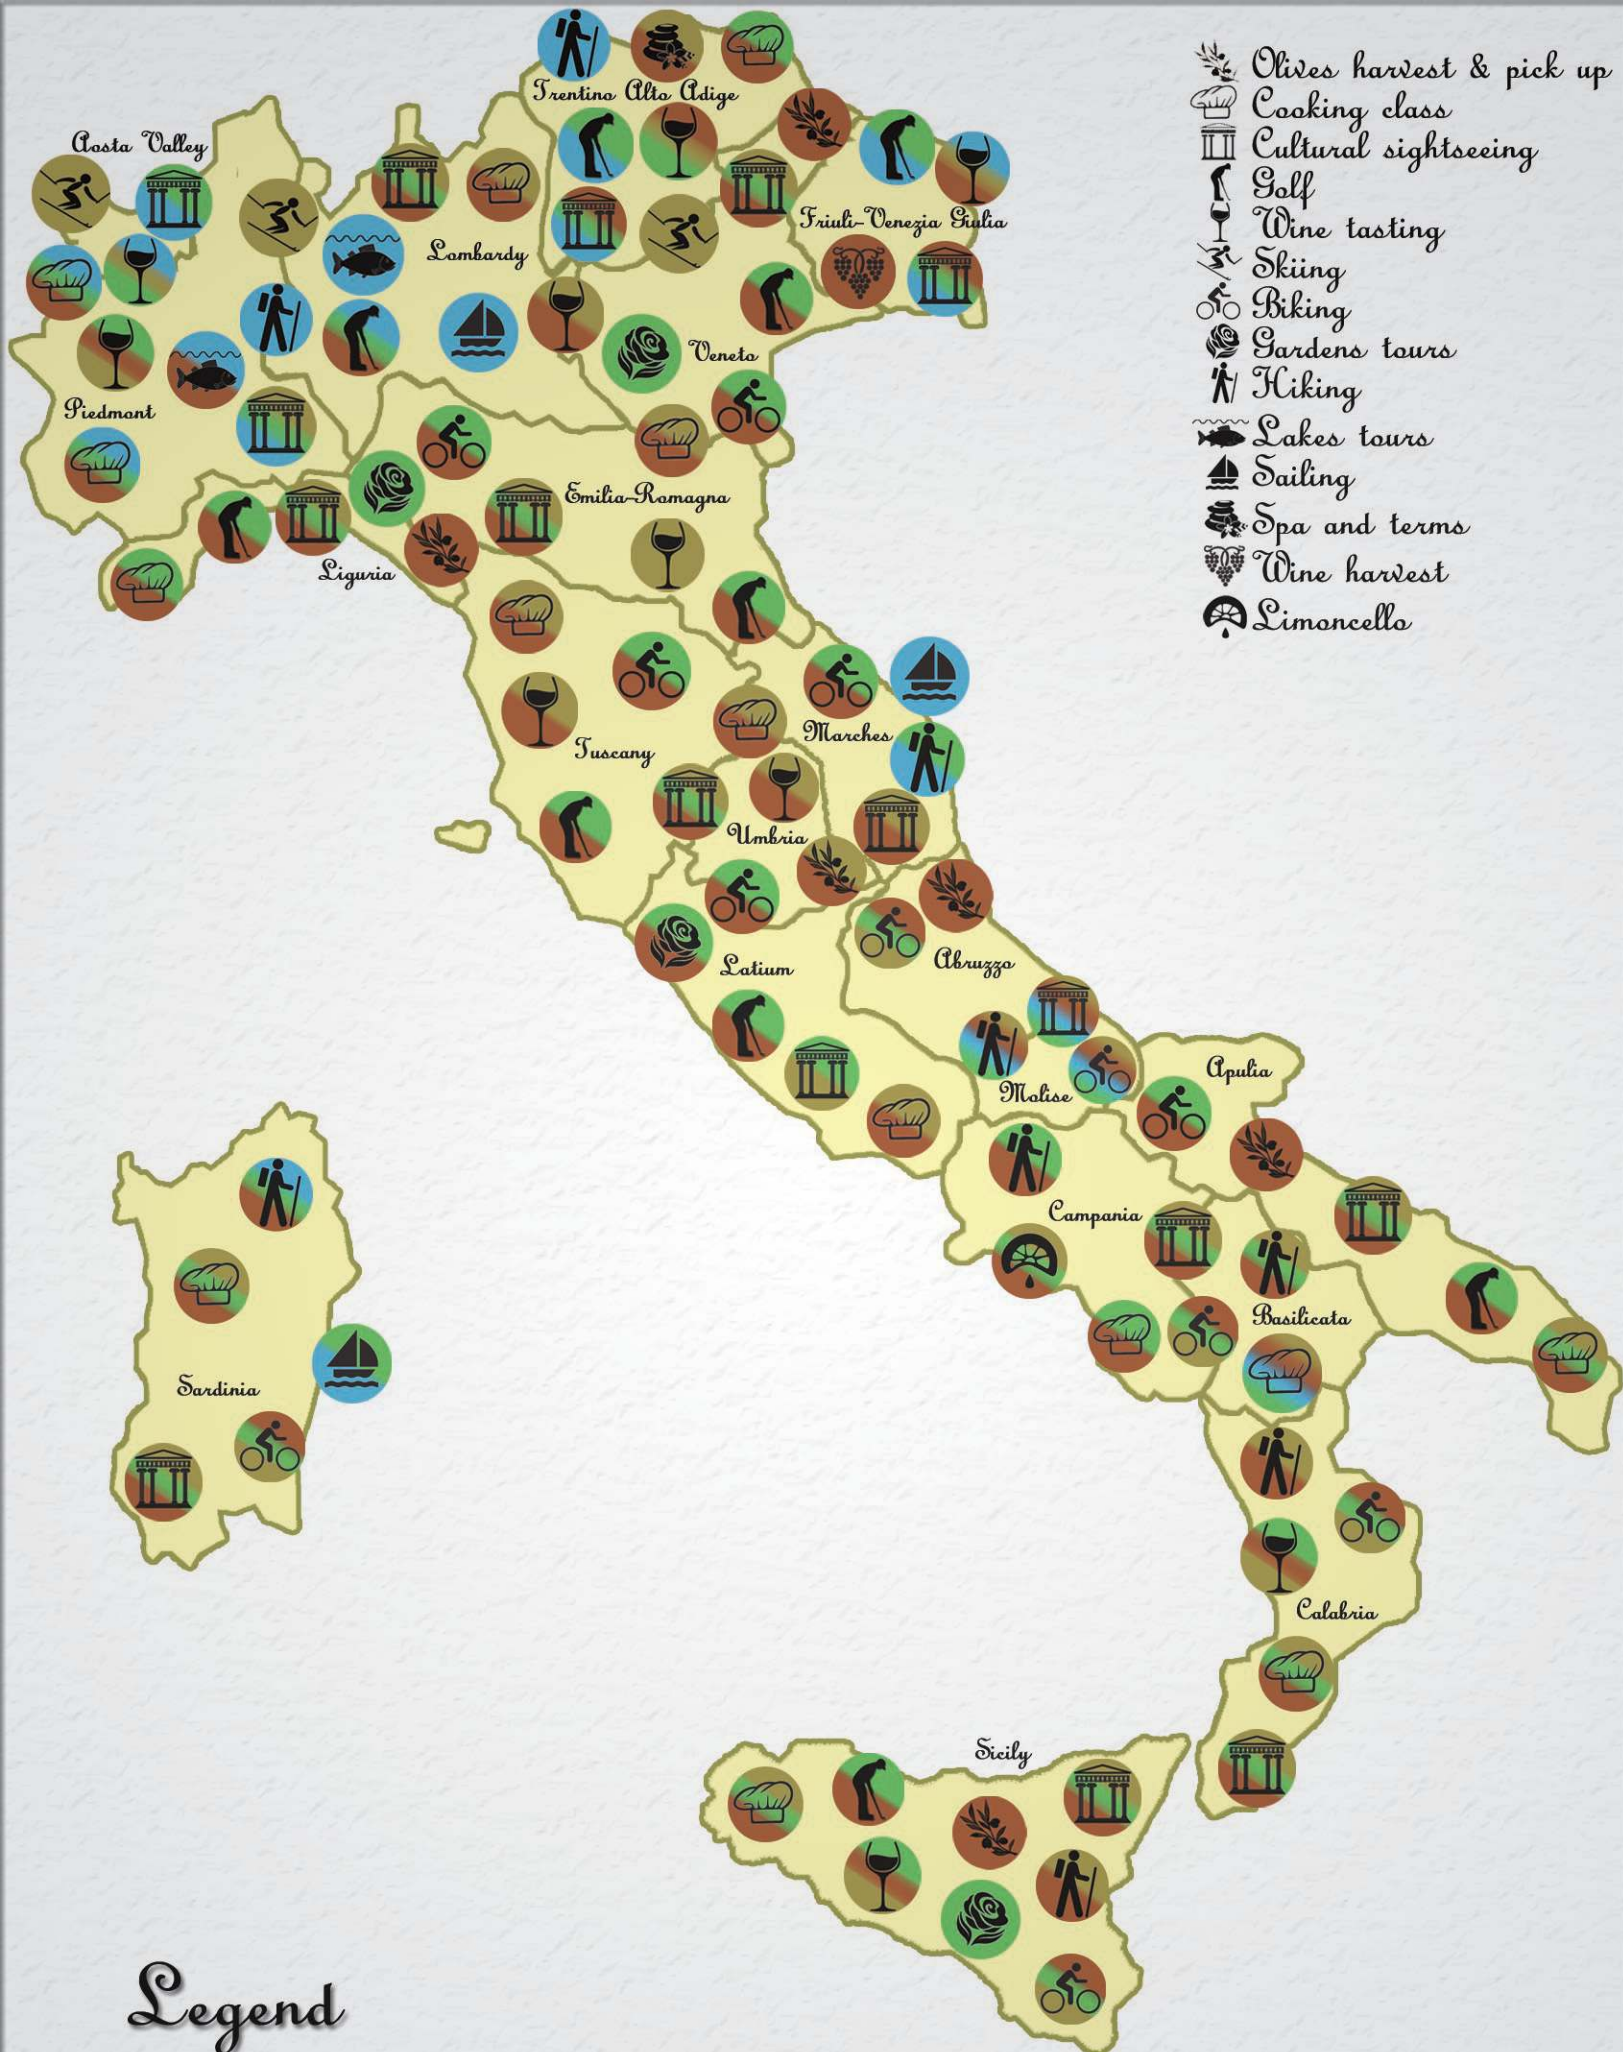 Olives harvest & pick up
Cooking class
Cultural sightseeing
Golf
Wine tasting
Skiing
Biking
Gardens tours
Hiking
Lakes tours
Sailing
Spa and terms
Wine harvest
Limoncello
Trentino Alto Adige
Aosta Valley
Friuli-Venezia Giulia
Lombardy
Veneto
Piedmont
Emilia-Romagna
Liguria
Marches
Tuscany
Umbria
Abruzzo
Latium
Apulia
Molise
Campania
Basilicata
Sardinia
Calabria
Sicily
Legend